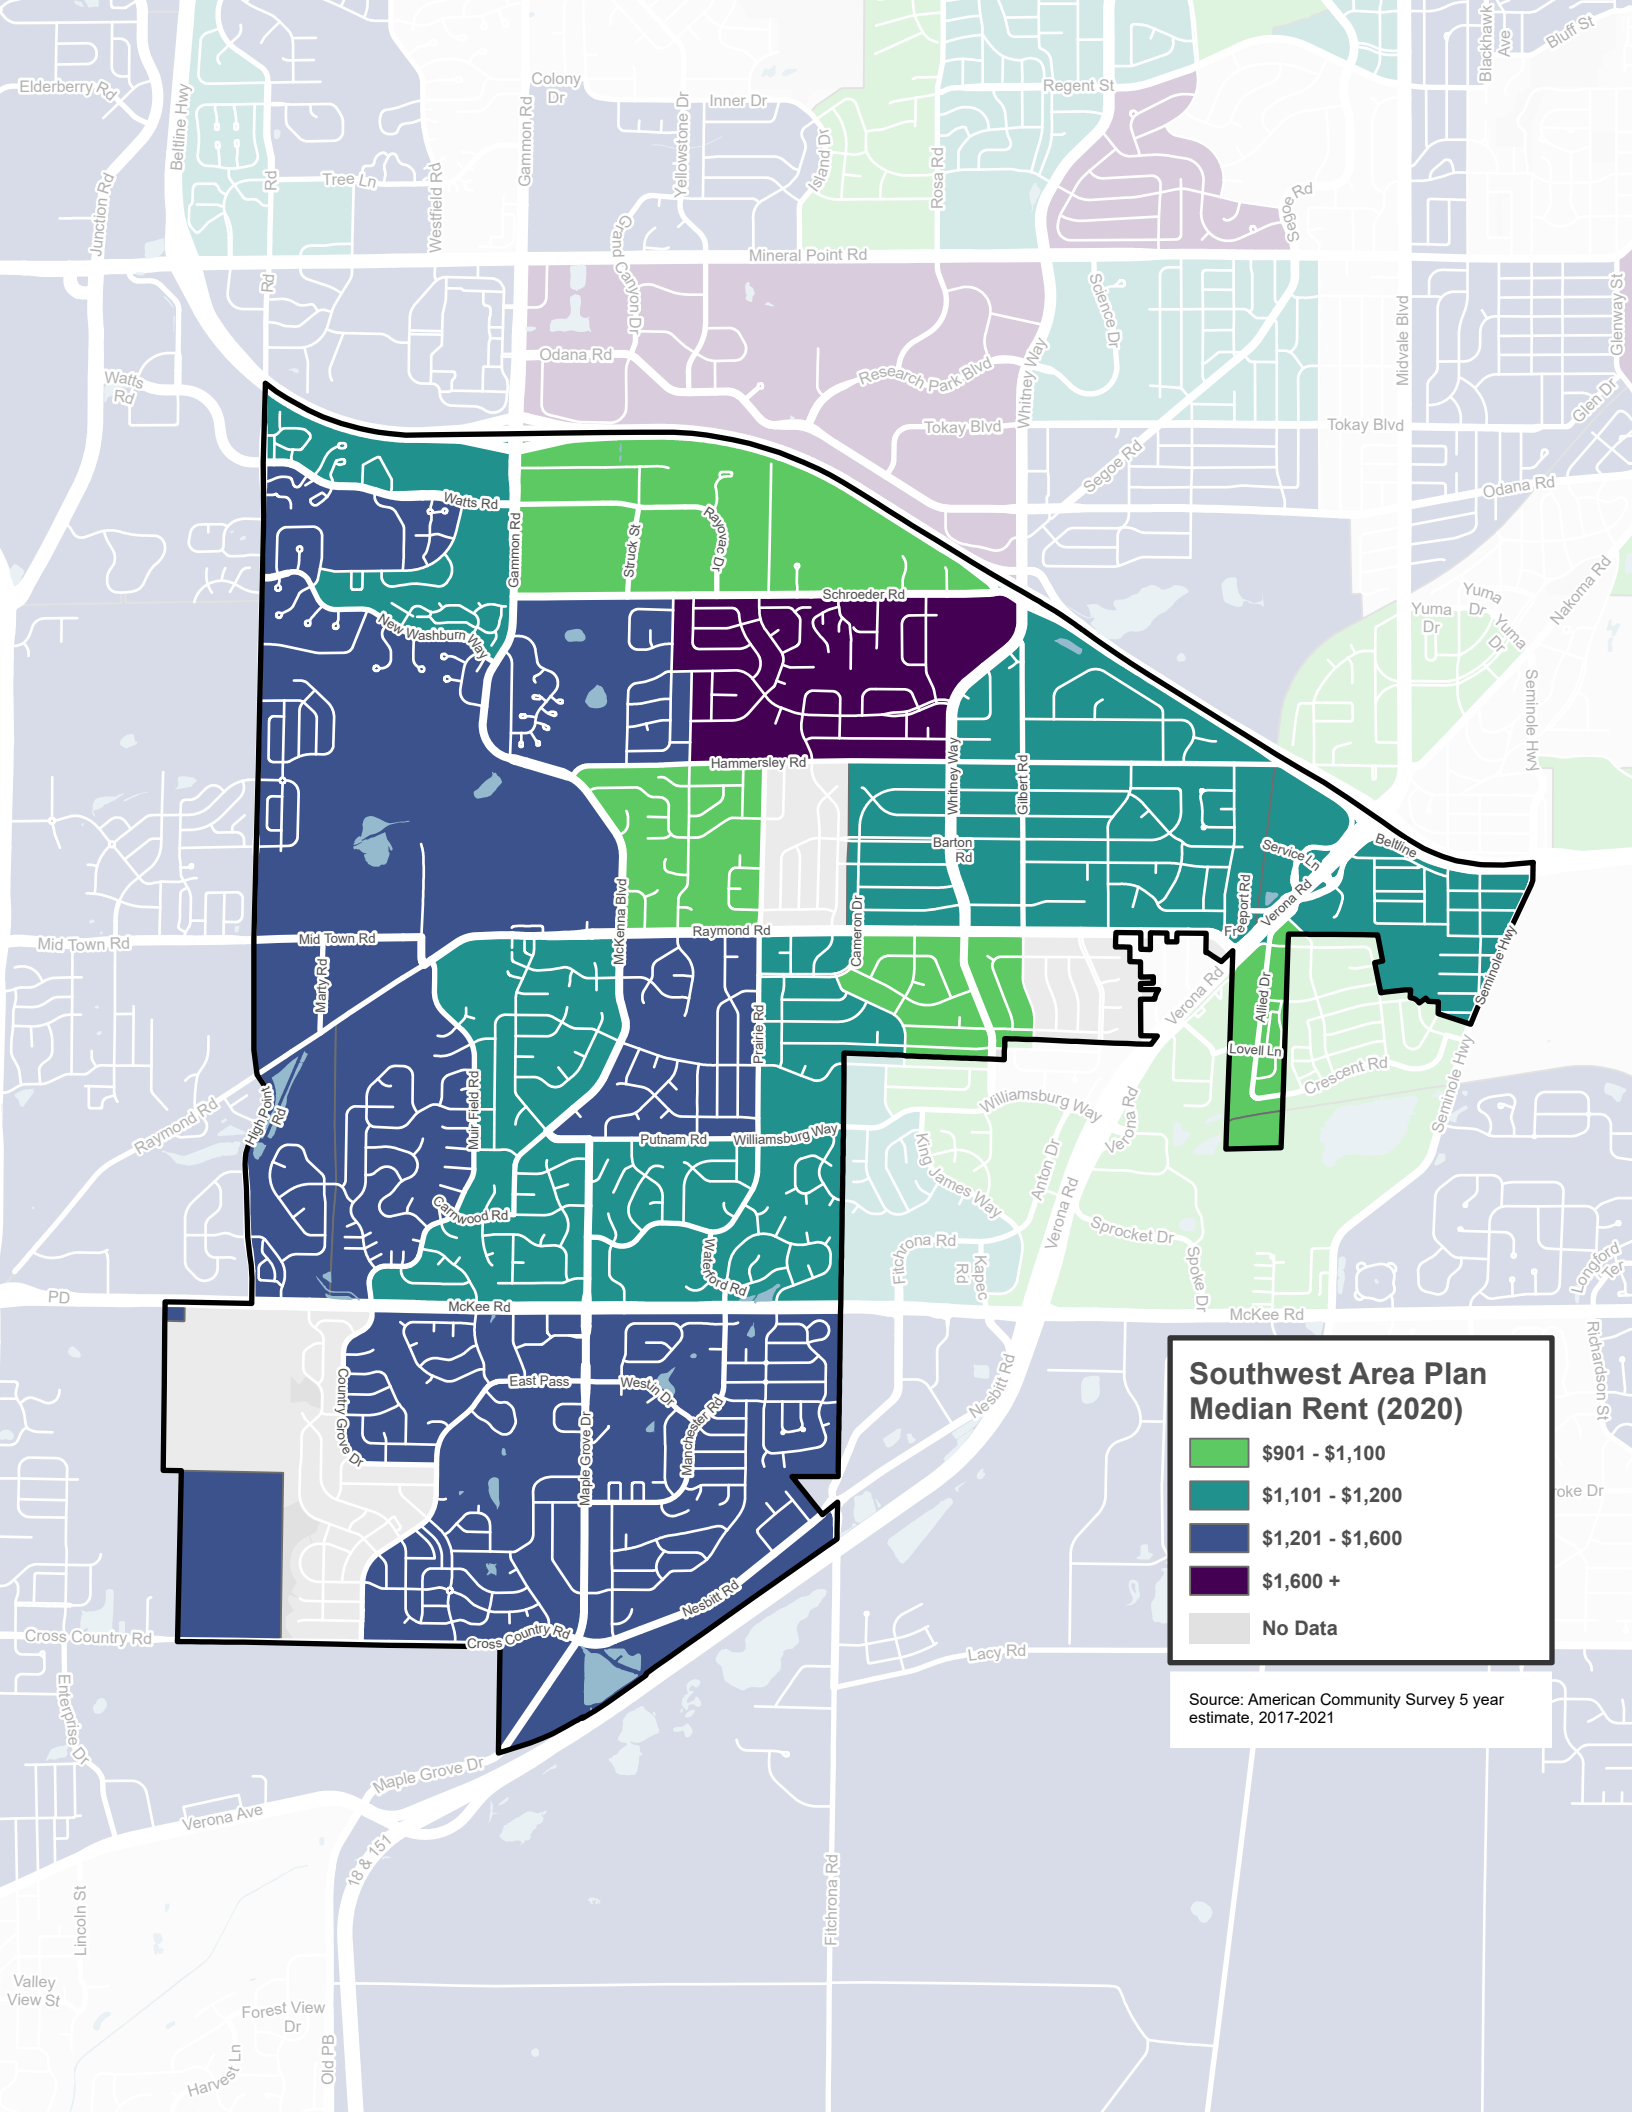 Blackhawk
Ave
Bluff St
Elderberry Rd
Beltline Hwy
Colony
Dr
Gammon Rd
Yellowstone Dr
Inner Dr
Regent St
Island Dr
Rosa Rd
Junction Rd
Rd
Tree Ln
Westfield Rd
Segoe Rd
Grand Canyon Dr
Mineral Point Rd
Rd
Science Dr
Midvale Blvd
Glenway St
Odana Rd
Research Park Blvd
Whitney Way
Watts
Rd
Glen Dr
Tokay Blvd
Tokay Blvd
Segoe Rd
Odana Rd
Watts Rd
Gammon Rd
Struck St
Rayovac Dr
Schroeder Rd
Yuma
Dr
Yuma
Dr
Yuma
Dr
Nakoma Rd
New Washburn Way
Seminole Hwy
Hammersley Rd
Whitney Way
Gilbert Rd
Barton
Rd
Service Ln
Beltline
McKenna Blvd
Cameron Dr
Freeport Rd
Verona Rd
Mid Town Rd
Mid Town Rd
Raymond Rd
Marty Rd
Verona Rd
Allied Dr
Seminole Hwy
Prairie Rd
Lovell Ln
Crescent Rd
Seminole Hwy
Raymond Rd
High Point
Rd
Muir Field Rd
Putnam Rd
Williamsburg Way
Williamsburg Way
Verona Rd
King James Way
Anton Dr
Carnwood Rd
Verona Rd
Sprocket Dr
Waterford Rd
Fitchrona Rd
Kapec
Rd
Spoke Dr
Longford
Ter
PD
McKee Rd
McKee Rd
Richardson St
Country Grove Dr
East Pass
Westin Dr
Maple Grove Dr
Manchester Rd
Nesbitt Rd
Southwest Area Plan
Median Rent (2020)
$901 - $1,100
$1,101 - $1,200
$1,201 - $1,600
$1,600 +
No Data
roke Dr
Nesbitt Rd
Cross Country Rd
Cross Country Rd
Lacy Rd
Source: American Community Survey 5 year
estimate, 2017-2021
Enterprise Dr
Maple Grove Dr
Verona Ave
18 & 151
Fitchrona Rd
Lincoln St
Valley
View St
Forest View
Dr
Old PB
Harvest Ln